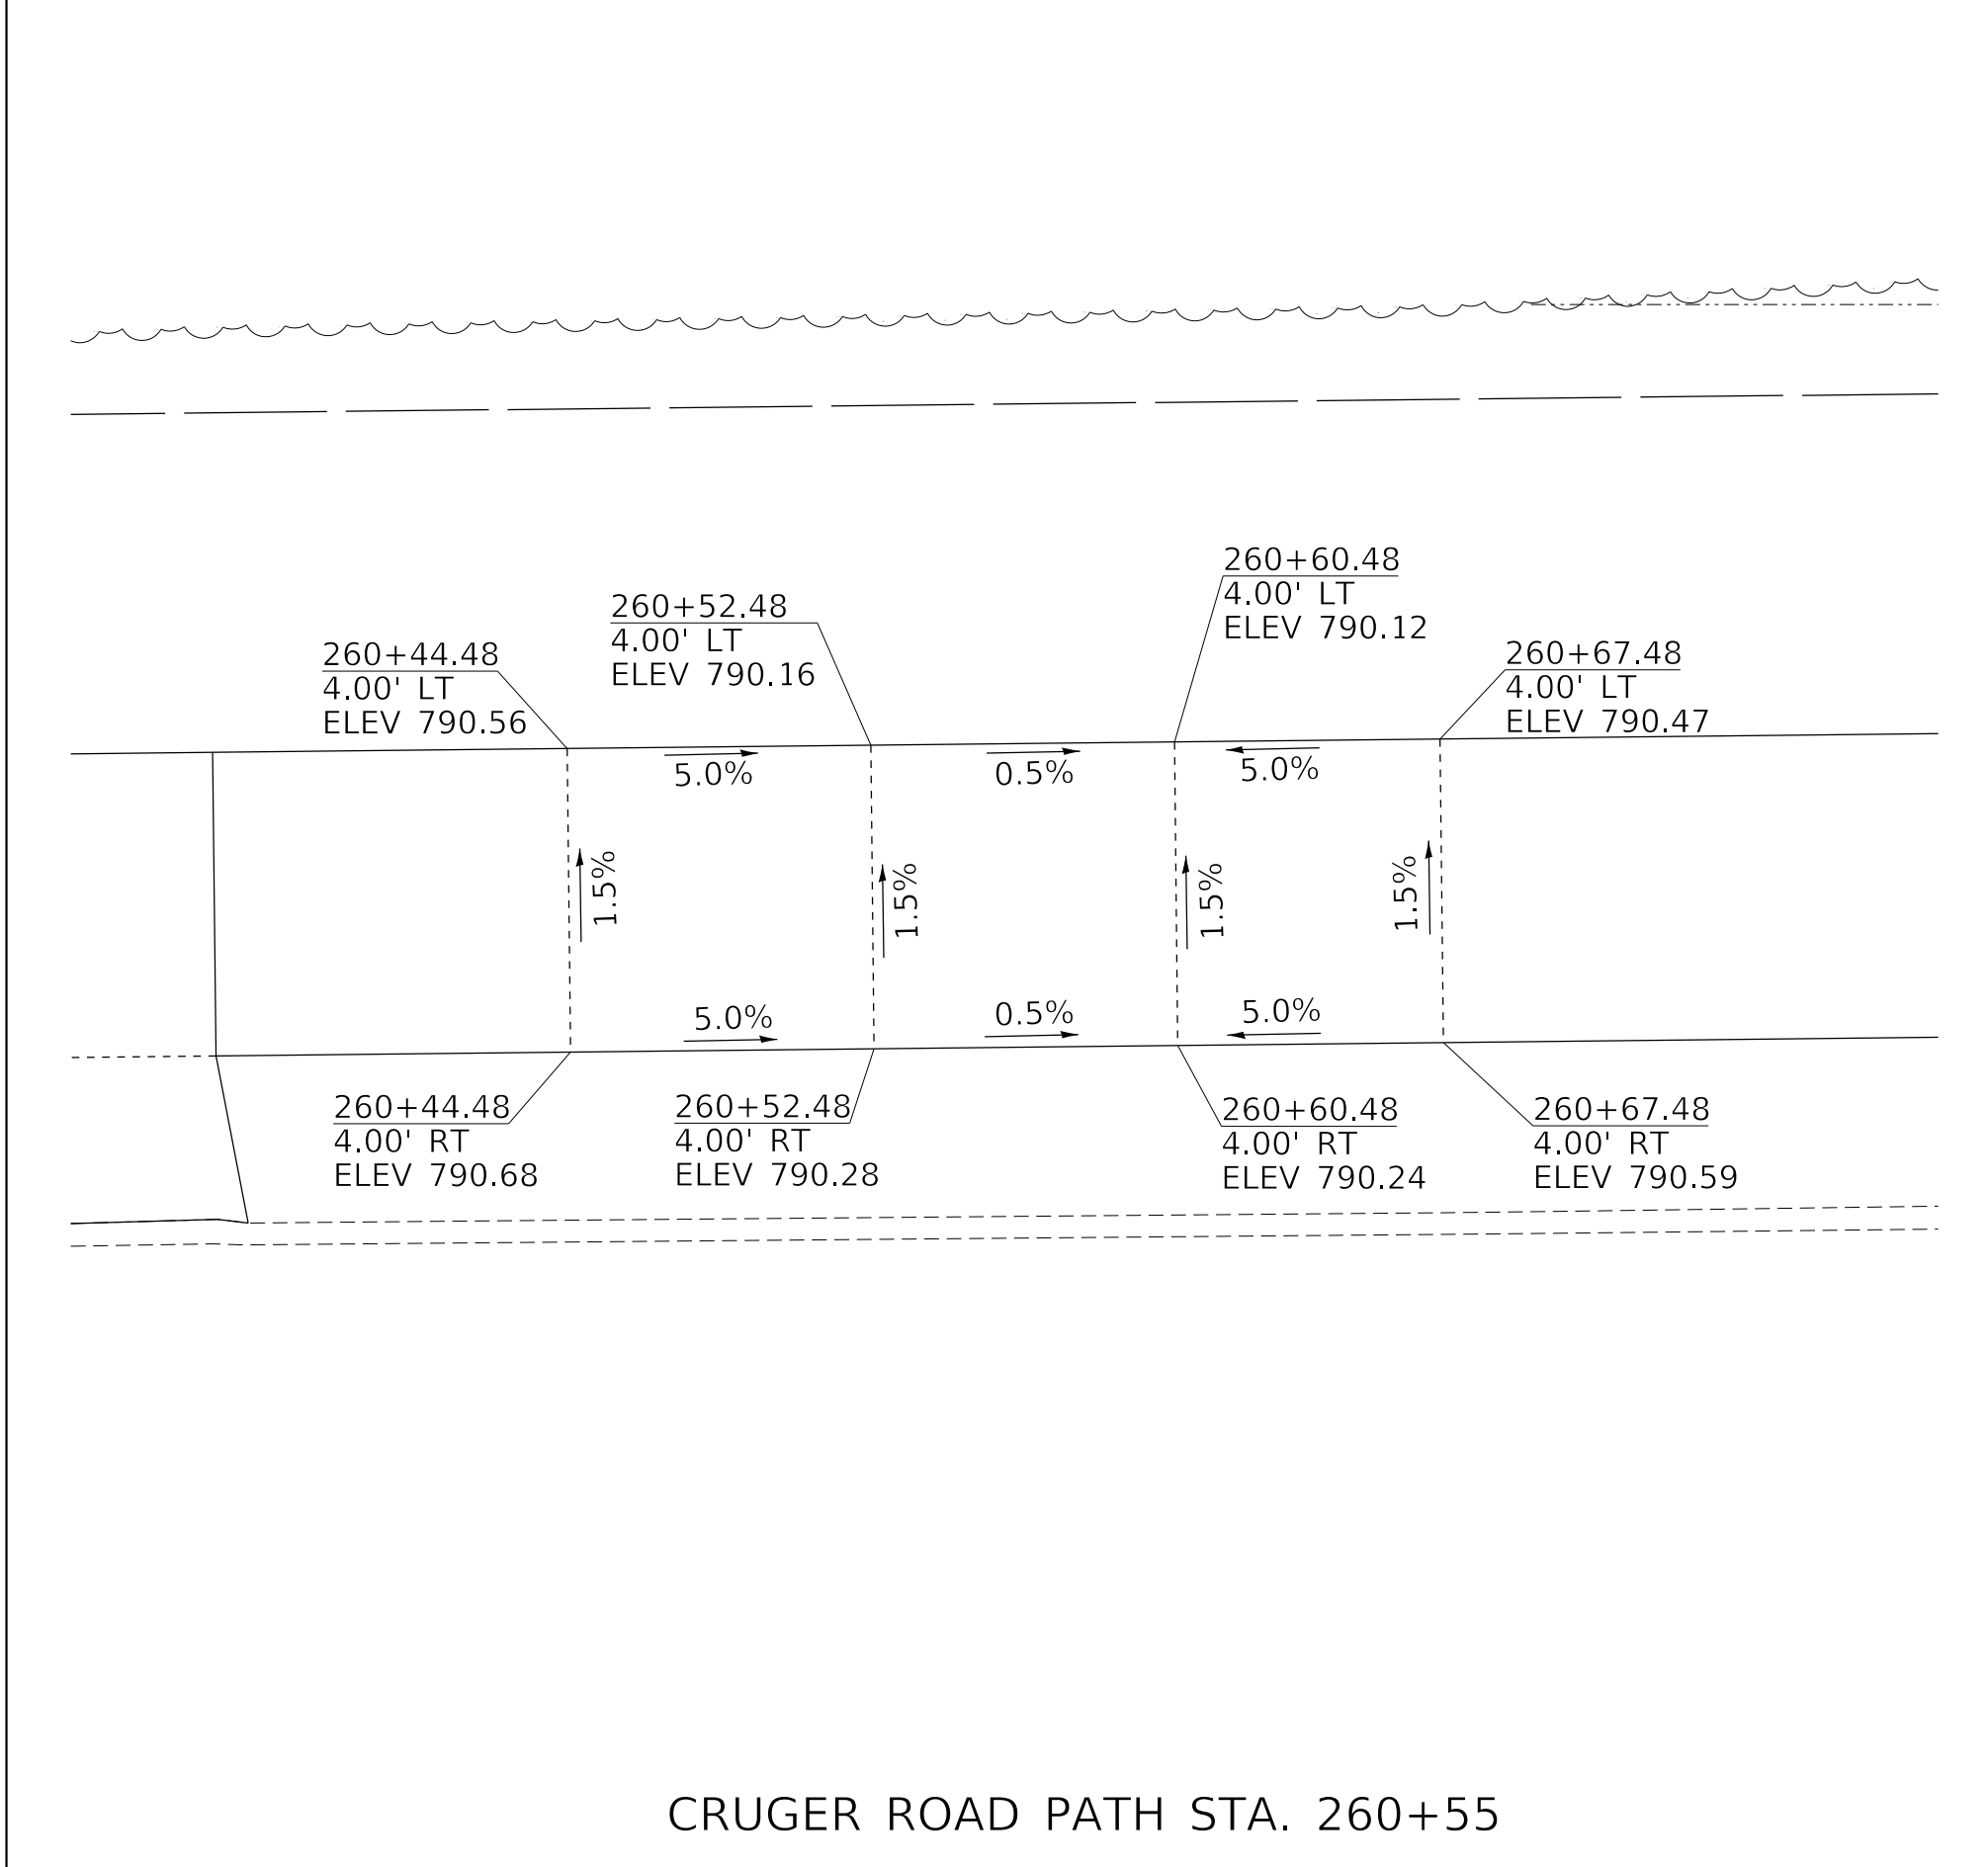 260+60.48
4.00' LT
ELEV 790.12
260+52.48
4.00' LT
ELEV 790.16
260+44.48
4.00' LT
ELEV 790.56
260+67.48
4.00' LT
ELEV 790.47
5.0%
0.5%
5.0%
1.5%
1.5%
1.5%
1.5%
5.0%
0.5%
5.0%
260+44.48
4.00' RT
ELEV 790.68
260+52.48
4.00' RT
ELEV 790.28
260+60.48
4.00' RT
ELEV 790.24
260+67.48
4.00' RT
ELEV 790.59
CRUGER ROAD PATH STA. 260+55